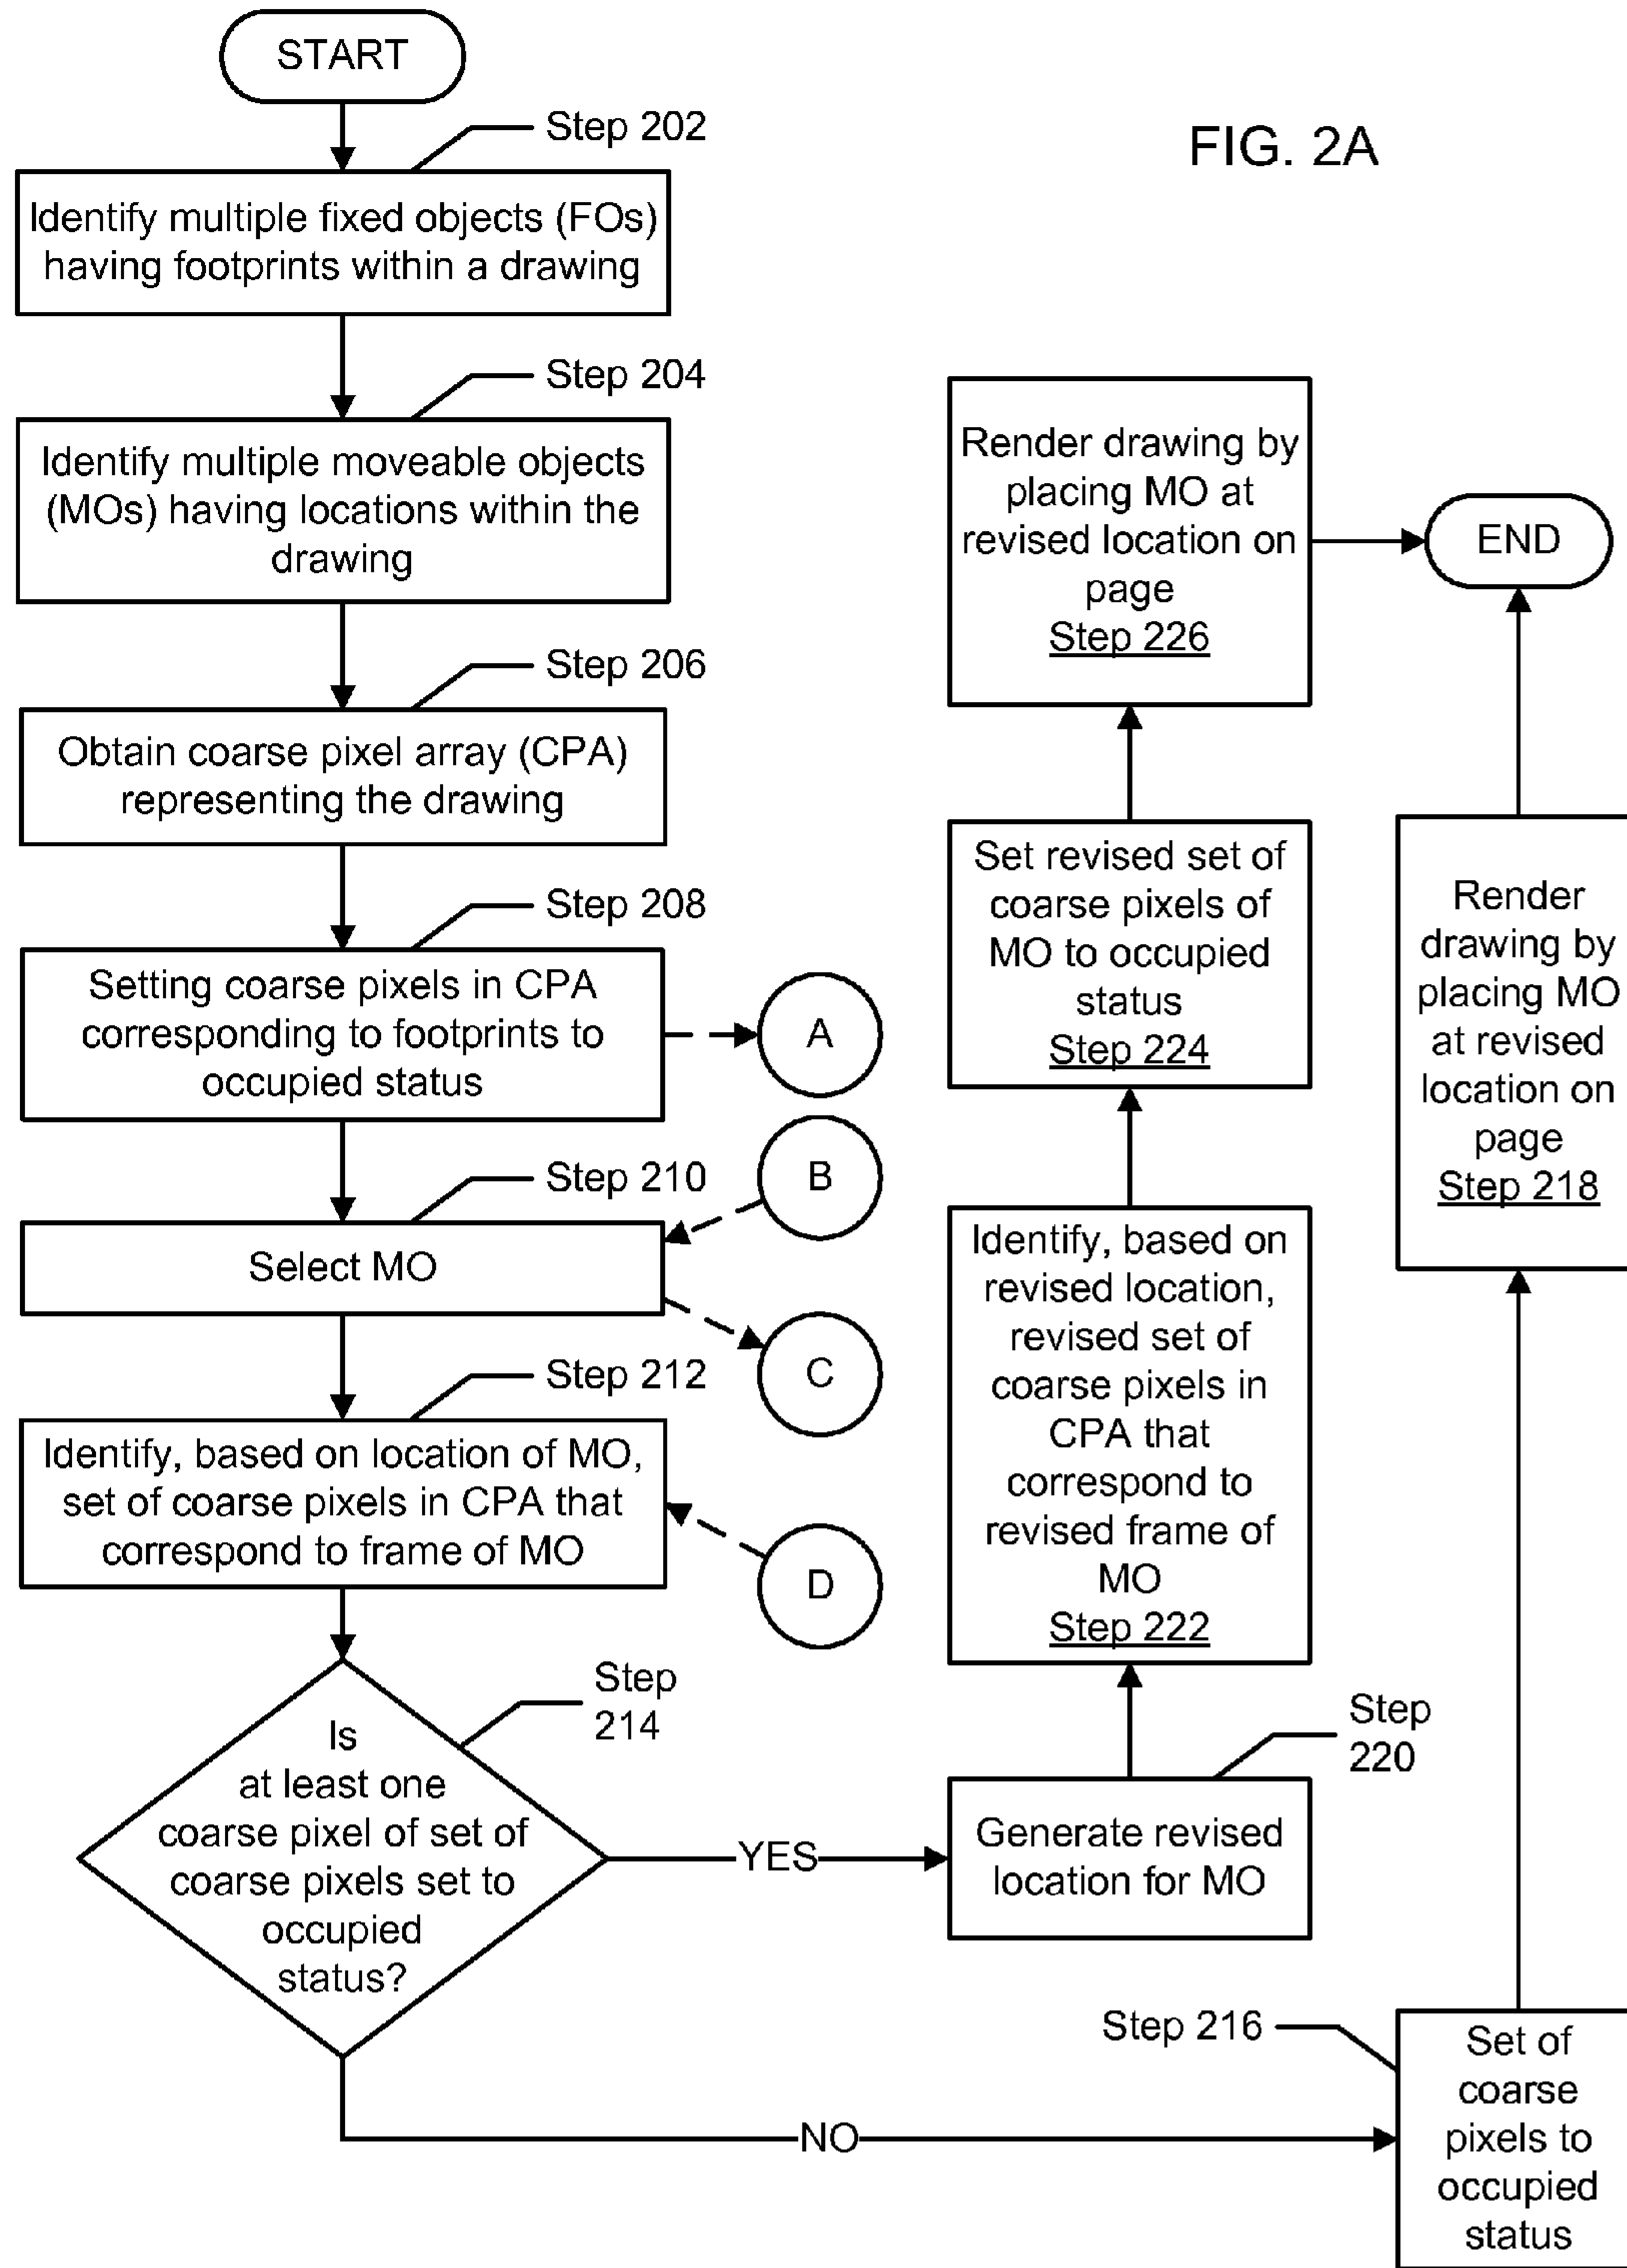 START
FIG. 2A
Step 202
Identify multiple fixed objects (FOs)
having footprints within a drawing
Step 204
Identify multiple moveable objects
(MOs) having locations within the
drawing
Step 206
Obtain coarse pixel array (CPA)
representing the drawing
Step 208
Setting coarse pixels in CPA
corresponding to footprints to
occupied status
A
B
Step 210
Select MO
C
Step 212
Identify, based on location of MO,
set of coarse pixels in CPA that
correspond to frame of MO
D
Step
214
Is
at least one
coarse pixel of set of
coarse pixels set to
occupied
status?
YES
NO
Step
220
Generate revised
location for MO
Identify, based on
revised location,
revised set of
coarse pixels in
CPA that
correspond to
revised frame of
MO
Step 222
Set revised set of
coarse pixels of
MO to occupied
status
Step 224
Render drawing by
placing MO at
revised location on
page
Step 226
END
Render
drawing by
placing MO
at revised
location on
page
Step 218
Step 216
Set of
coarse
pixels to
occupied
status